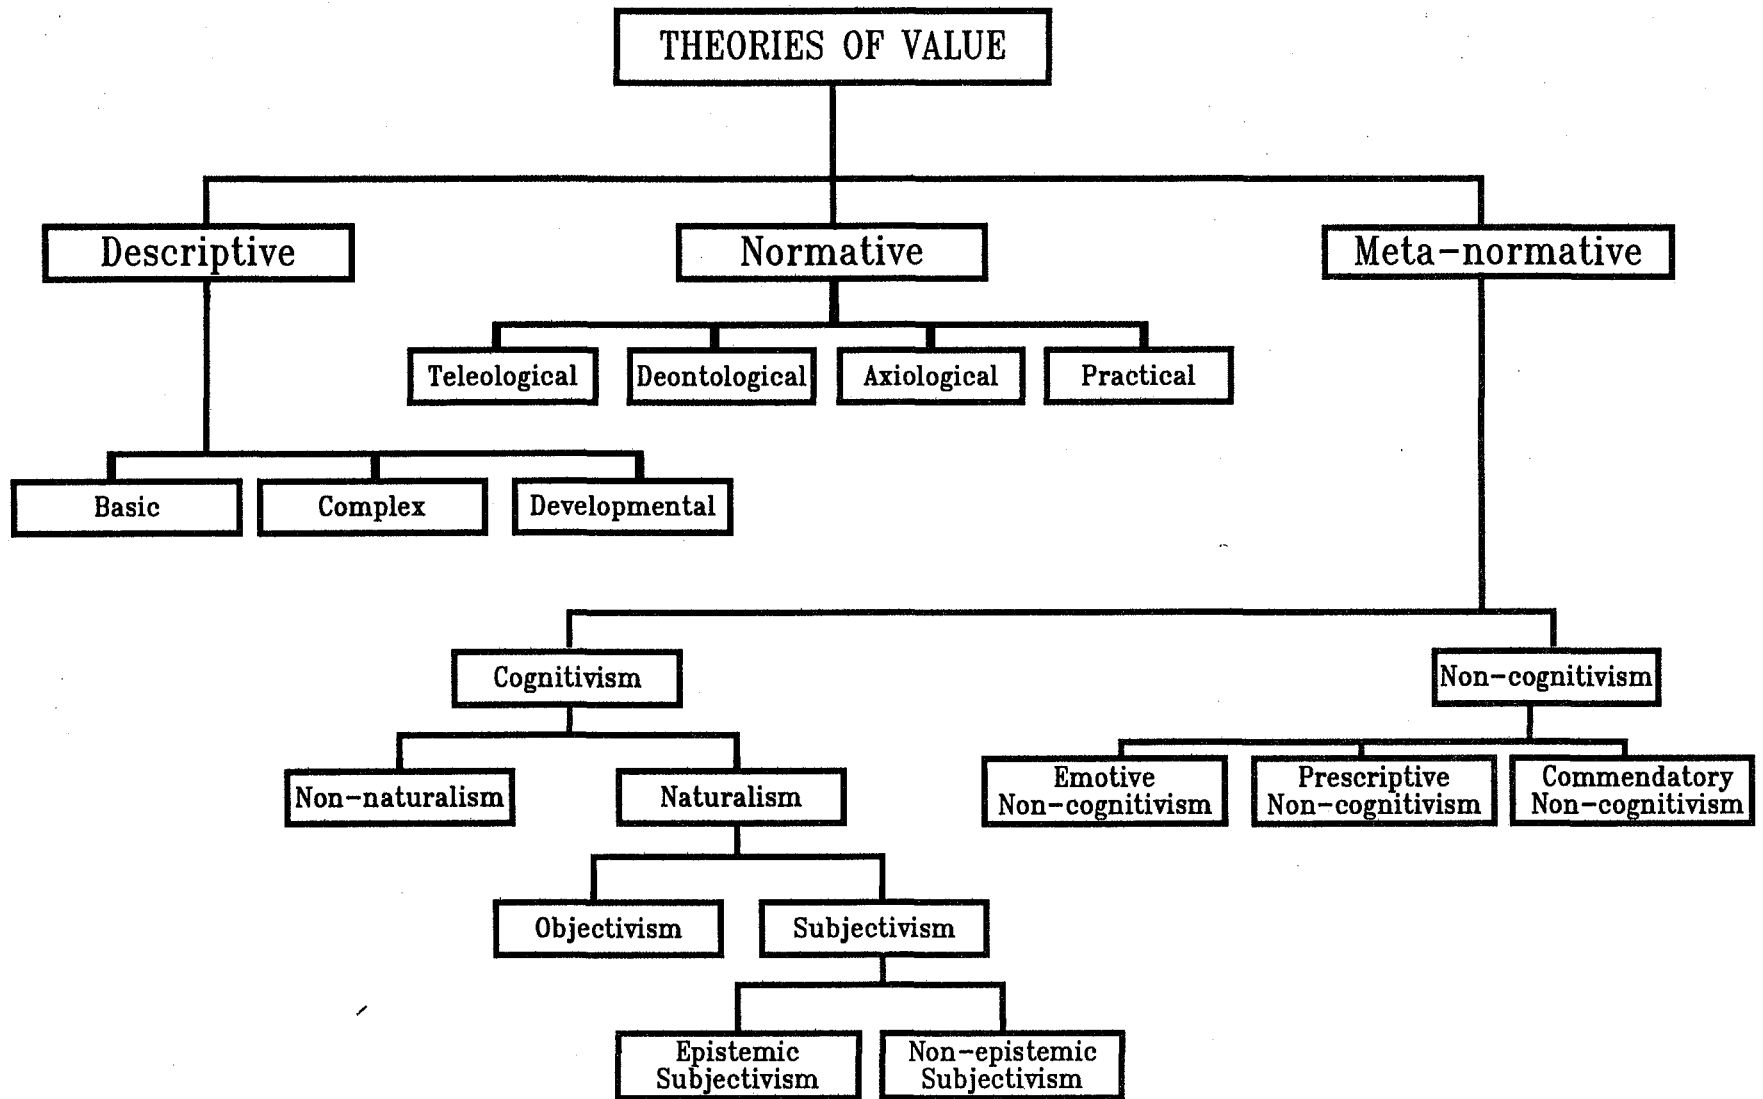 THEORIES OF VALUE
Descriptive
Normative
Meta-normative
Teleological
Deontological
Axiological
Practical
Basic
Complex
Developmental
Cognitivism
Non-cognitivism
Non-naturalism
Naturalism
Emotive
Non-cognitivism
Prescriptive
Non-cognitivism
Commendatory
Non-cognitivism
Objectivism
Subjectivism
Epistemic
Subjectivism
Non-epistemic
Subjectivism